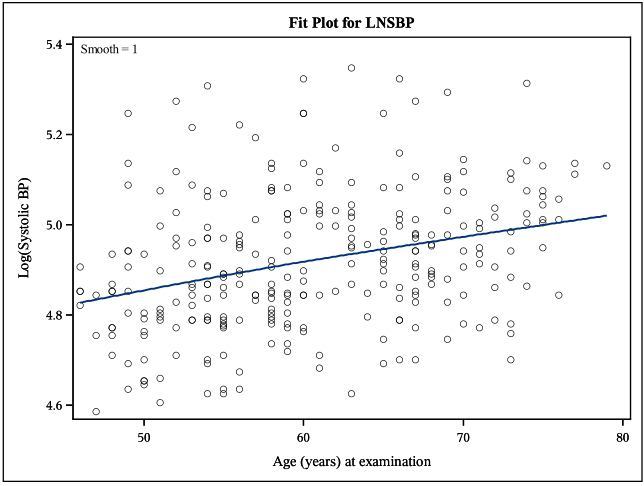 Fit Plot for LNSBP
Smooth = 1
5.4
5.2
5.0
4.8
4.6
Log(Systolic BP)
50 60 70 80
Age (years) at examination